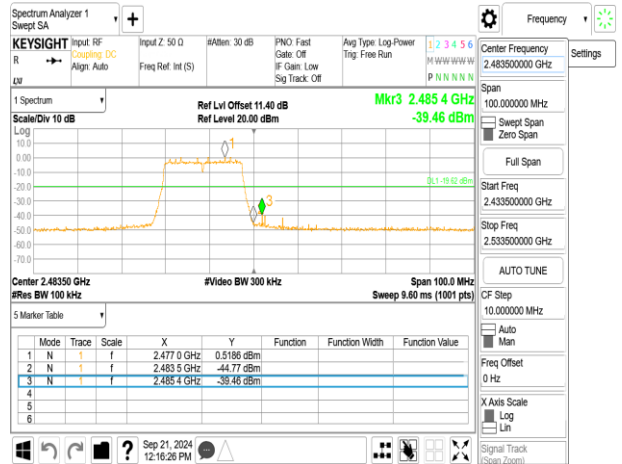 Spectrum Analyzer 1
Swept SA
Frequency
Settings
KEYSIGHT
R
Input: RF
Coupling: DC
Align: Auto
Input Z: 50 Ω
Freq Ref: Int (S)
#Atten: 30 dB
PNO: Fast
Gate: Off
IF Gain: Low
Sig Track: Off
Avg Type: Log-Power
Trig: Free Run
1 2 3 4 5 6
M W W W W W
P N N N N N
LXI
1 Spectrum
Scale/Div 10 dB
Ref Lvl Offset 11.40 dB
Ref Level 20.00 dBm
Mkr3 2.485 4 GHz
-39.46 dBm
Log
10.0
0.00
-10.0
-20.0
-30.0
-40.0
-50.0
-60.0
-70.0
1
3
DL1 -19.62 dBm
Center 2.48350 GHz
#Res BW 100 kHz
#Video BW 300 kHz
Span 100.0 MHz
Sweep 9.60 ms (1001 pts)
5 Marker Table
Mode Trace Scale X Y Function Function Width Function Value
1 N 1 f 2.477 0 GHz 0.5186 dBm
2 N 1 f 2.483 5 GHz -44.77 dBm
3 N 1 f 2.485 4 GHz -39.46 dBm
4
5
6
Sep 21, 2024
12:16:26 PM
Center Frequency
2.483500000 GHz
Span
100.000000 MHz
Swept Span
Zero Span
Full Span
Start Freq
2.433500000 GHz
Stop Freq
2.533500000 GHz
AUTO TUNE
CF Step
10.000000 MHz
Auto
Man
Freq Offset
0 Hz
X Axis Scale
Log
Lin
Signal Track
(Span Zoom)